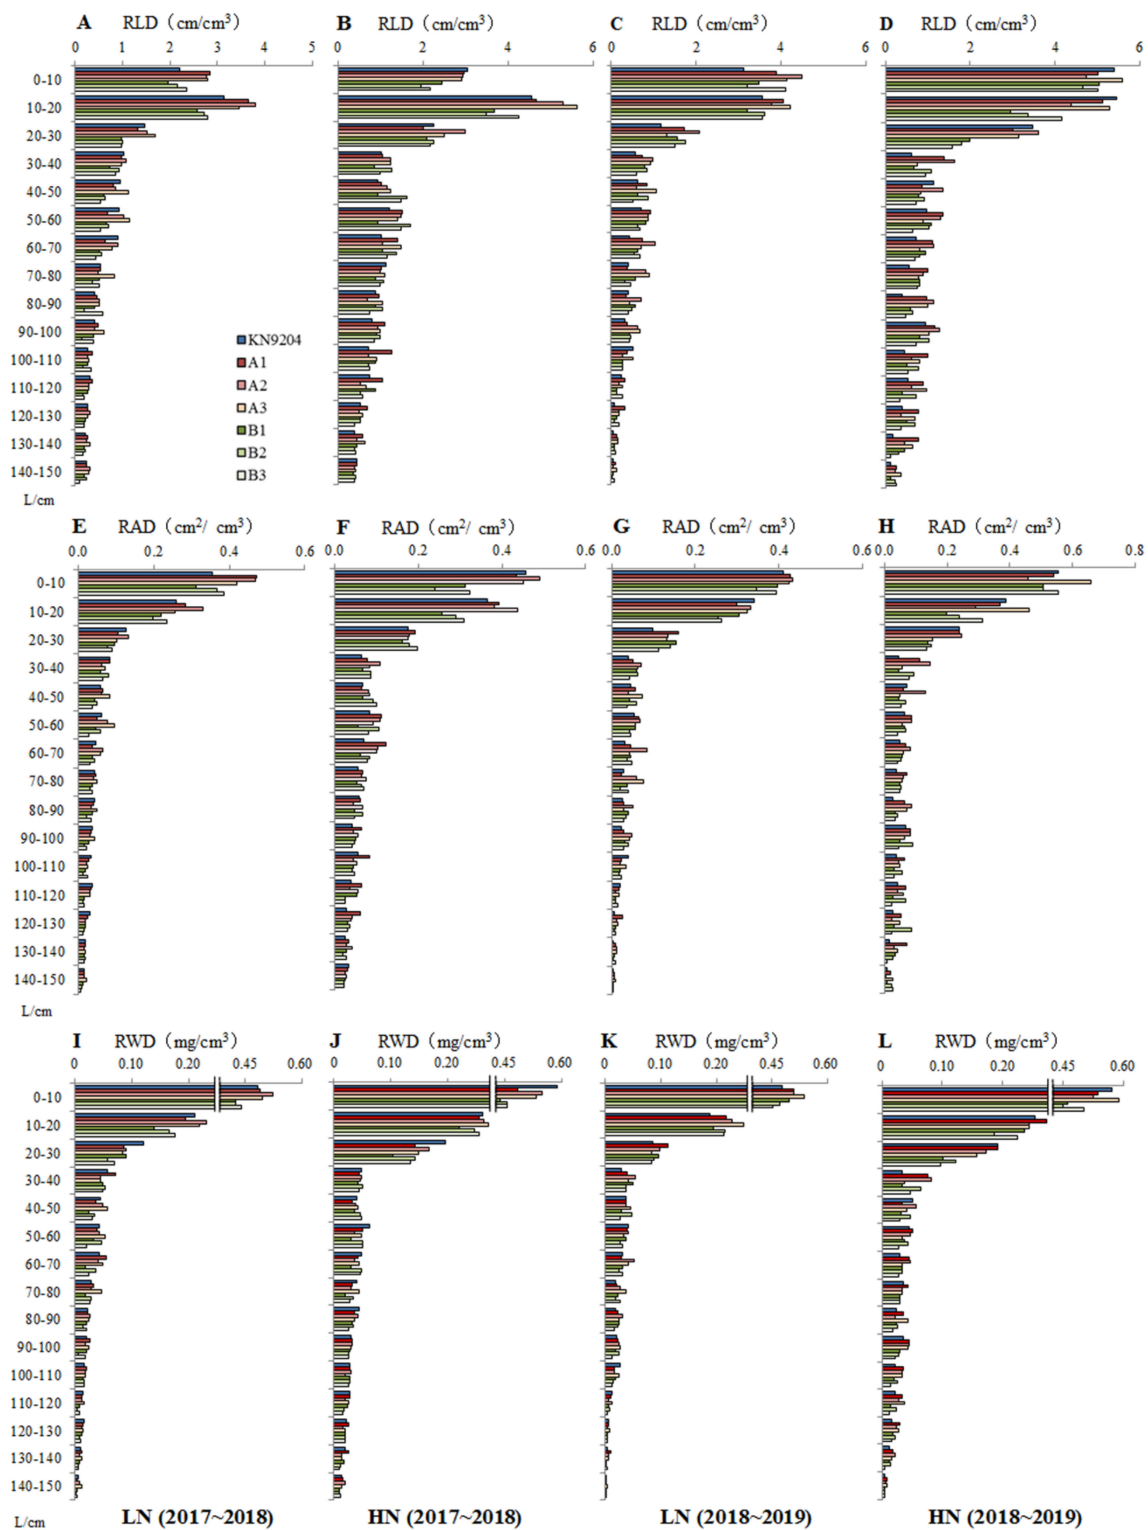 A RLD（cm/cm³） B RLD（cm/cm³） C RLD（cm/cm³） D RLD（cm/cm³）
0 1 2 3 4 5 0 2 4 6 0 2 4 6 0 2 4 6
0-10
10-20
20-30
30-40
40-50
50-60
60-70
70-80
80-90
90-100
KN9204
A1
100-110
A2
110-120
A3
120-130
B1
130-140
B2
140-150
B3
L/cm
E RAD（cm²/ cm³） F RAD（cm²/ cm³） G RAD（cm²/ cm³） H RAD（cm²/ cm³）
0.0 0.2 0.4 0.6 0.0 0.2 0.4 0.6 0.0 0.2 0.4 0.6 0.0 0.2 0.4 0.6 0.8
0-10
10-20
20-30
30-40
40-50
50-60
60-70
70-80
80-90
90-100
100-110
110-120
120-130
130-140
140-150
L/cm
I RWD（mg/cm³） J RWD（mg/cm³） K RWD（mg/cm³） L RWD（mg/cm³）
0 0.10 0.20 0.45 0.60 0 0.10 0.20 0.45 0.60 0 0.10 0.20 0.45 0.60 0 0.10 0.20 0.45 0.60
0-10
10-20
20-30
30-40
40-50
50-60
60-70
70-80
80-90
90-100
100-110
110-120
120-130
130-140
140-150
L/cm LN (2017~2018) HN (2017~2018) LN (2018~2019) HN (2018~2019)